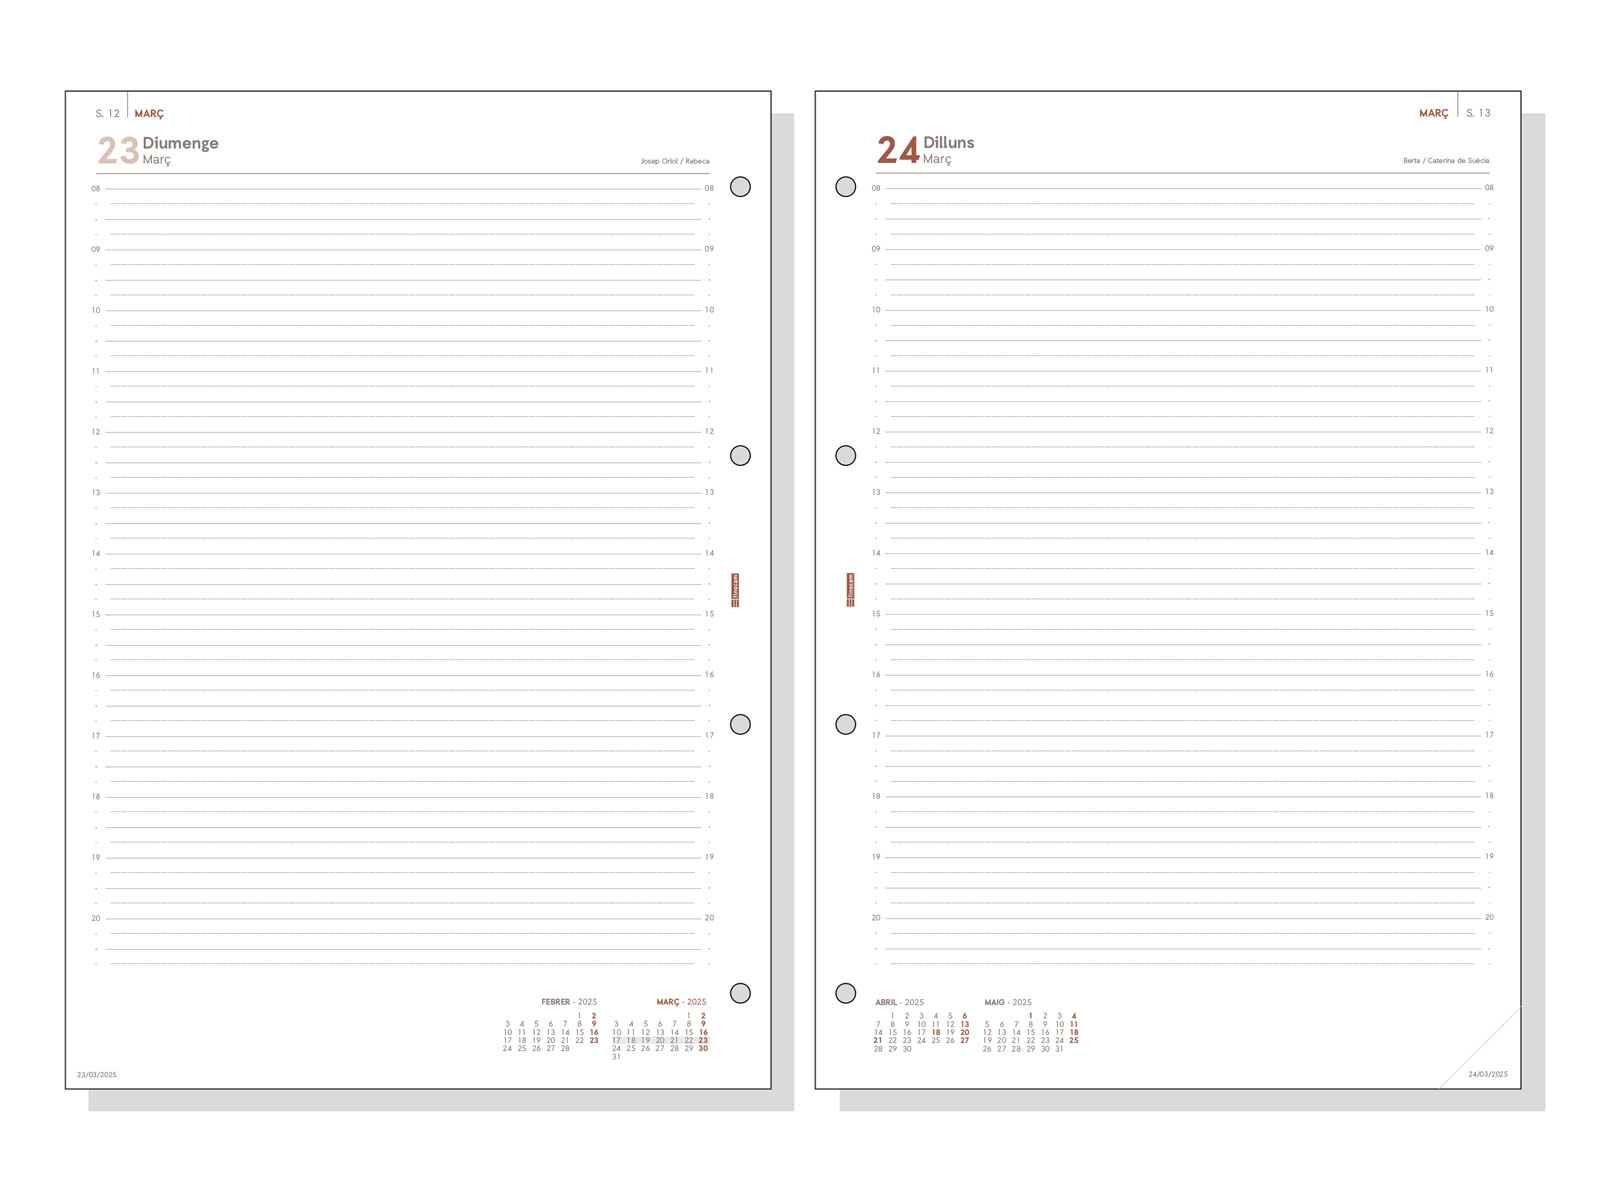 S. 12 MARÇ
23 Diumenge
Març
Josep Oriol / Rebeca
08 08
09 09
10 10
11 11
12 12
13 13
14 14
finocam
15 15
16 16
17 17
18 18
19 19
20 20
FEBRER · 2025
1 2
3 4 5 6 7 8 9
10 11 12 13 14 15 16
17 18 19 20 21 22 23
24 25 26 27 28
MARÇ · 2025
1 2
3 4 5 6 7 8 9
10 11 12 13 14 15 16
17 18 19 20 21 22 23
24 25 26 27 28 29 30
31
23/03/2025
MARÇ S. 13
24 Dilluns
Març
Berta / Caterina de Suècia
08 08
09 09
10 10
11 11
12 12
13 13
14 14
finocam
15 15
16 16
17 17
18 18
19 19
20 20
ABRIL · 2025
1 2 3 4 5 6
7 8 9 10 11 12 13
14 15 16 17 18 19 20
21 22 23 24 25 26 27
28 29 30
MAIG · 2025
1 2 3 4
5 6 7 8 9 10 11
12 13 14 15 16 17 18
19 20 21 22 23 24 25
26 27 28 29 30 31
24/03/2025